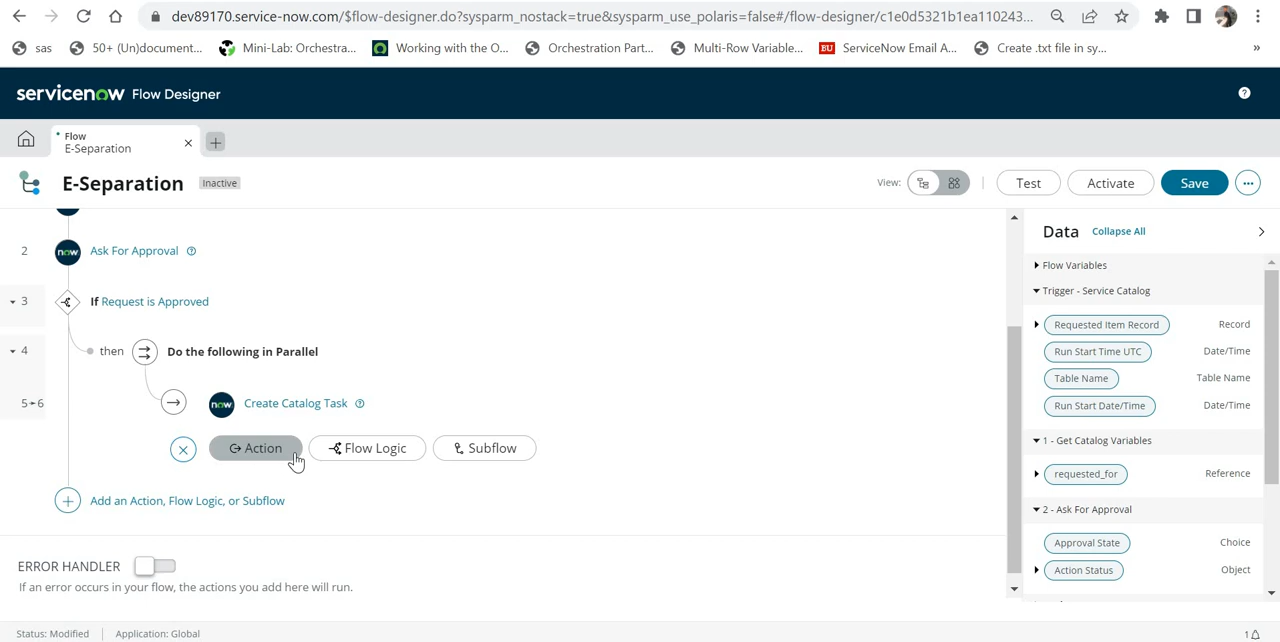 dev89170.service-now.com/$flow-designer.do?sysparm_nostack=true&sysparm_use_polaris=false#/flow-designer/c1e0d5321b1ea110243...
sas
50+ (Un)document...
Mini-Lab: Orchestra...
Working with the O...
Orchestration Part...
Multi-Row Variable...
BU
ServiceNow Email A...
Create .txt file in sy...
»
servicenow Flow Designer
?
Flow
E-Separation
E-Separation
Inactive
View:
Test
Activate
Save
2
now
Ask For Approval
3
If Request is Approved
4
then
Do the following in Parallel
5
6
now
Create Catalog Task
Action
Flow Logic
Subflow
Add an Action, Flow Logic, or Subflow
ERROR HANDLER
If an error occurs in your flow, the actions you add here will run.
Data
Collapse All
Flow Variables
Trigger - Service Catalog
Requested Item Record
Record
Run Start Time UTC
Date/Time
Table Name
Table Name
Run Start Date/Time
Date/Time
1 - Get Catalog Variables
requested_for
Reference
2 - Ask For Approval
Approval State
Choice
Action Status
Object
Status: Modified
Application: Global
1